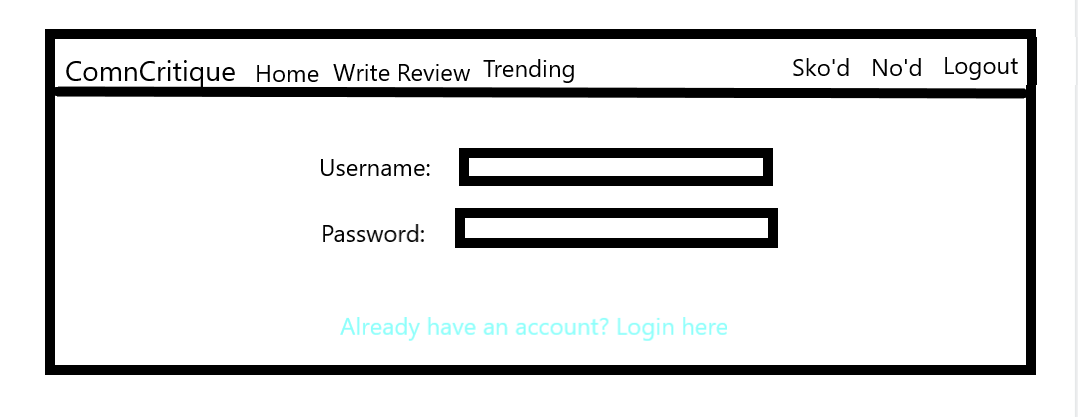 ComnCritique Home Write Review Trending Sko'd No'd Logout
Username:
Password:
Already have an account? Login here